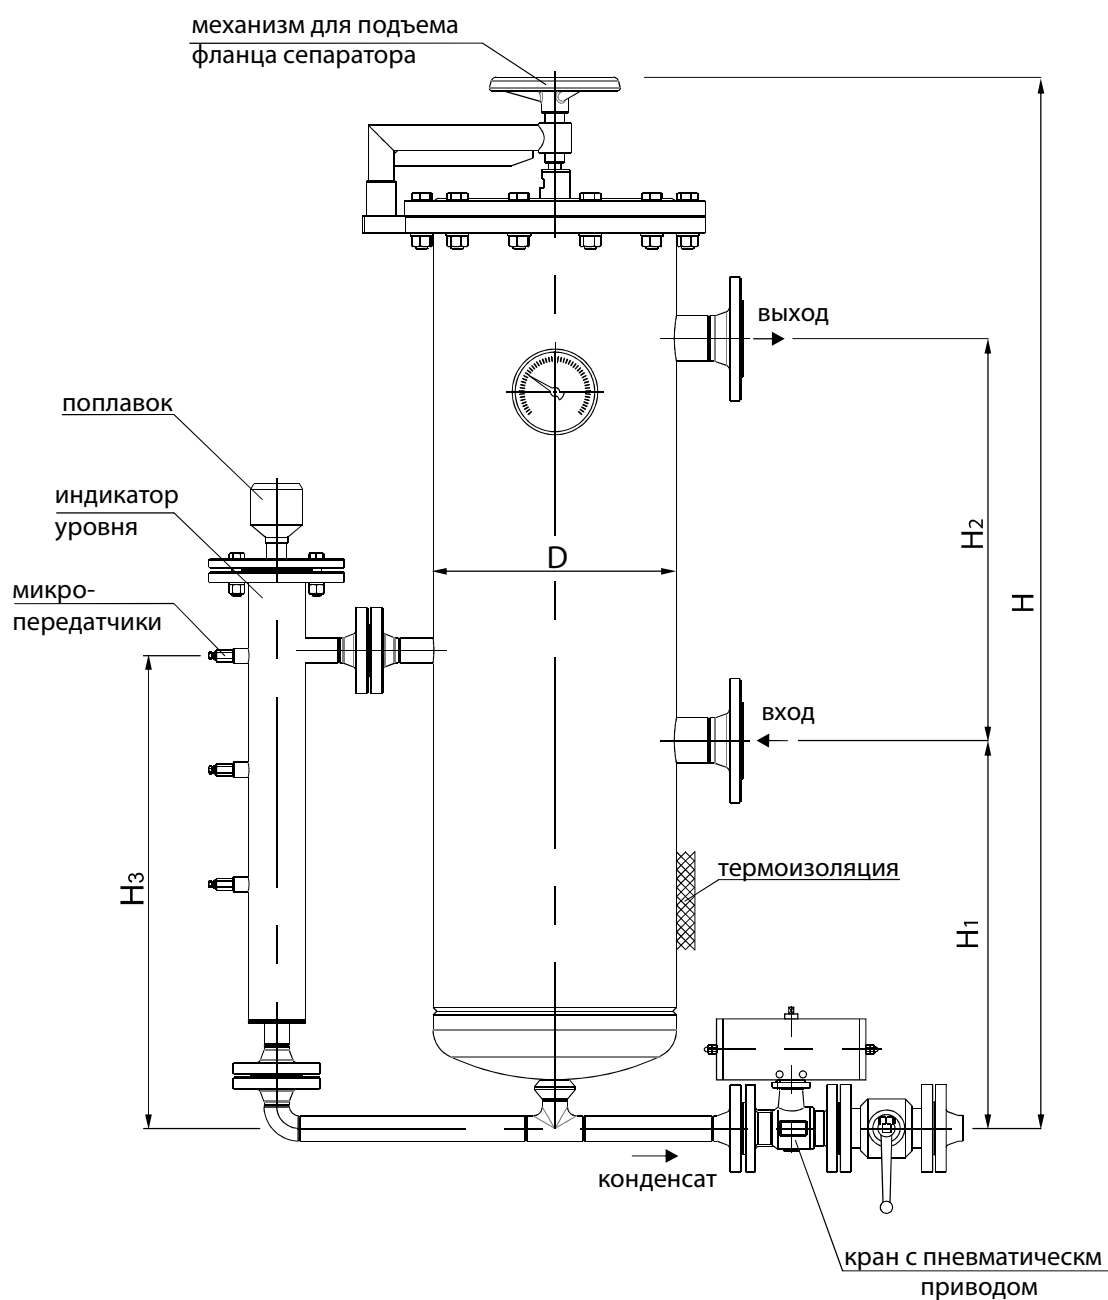 механизм для подъема
фланца сепаратора
выход
поплавок
индикатор
уровня
H2
D
микро-
передатчики
H
вход
термоизоляция
H3
H1
конденсат
кран с пневматическм
приводом